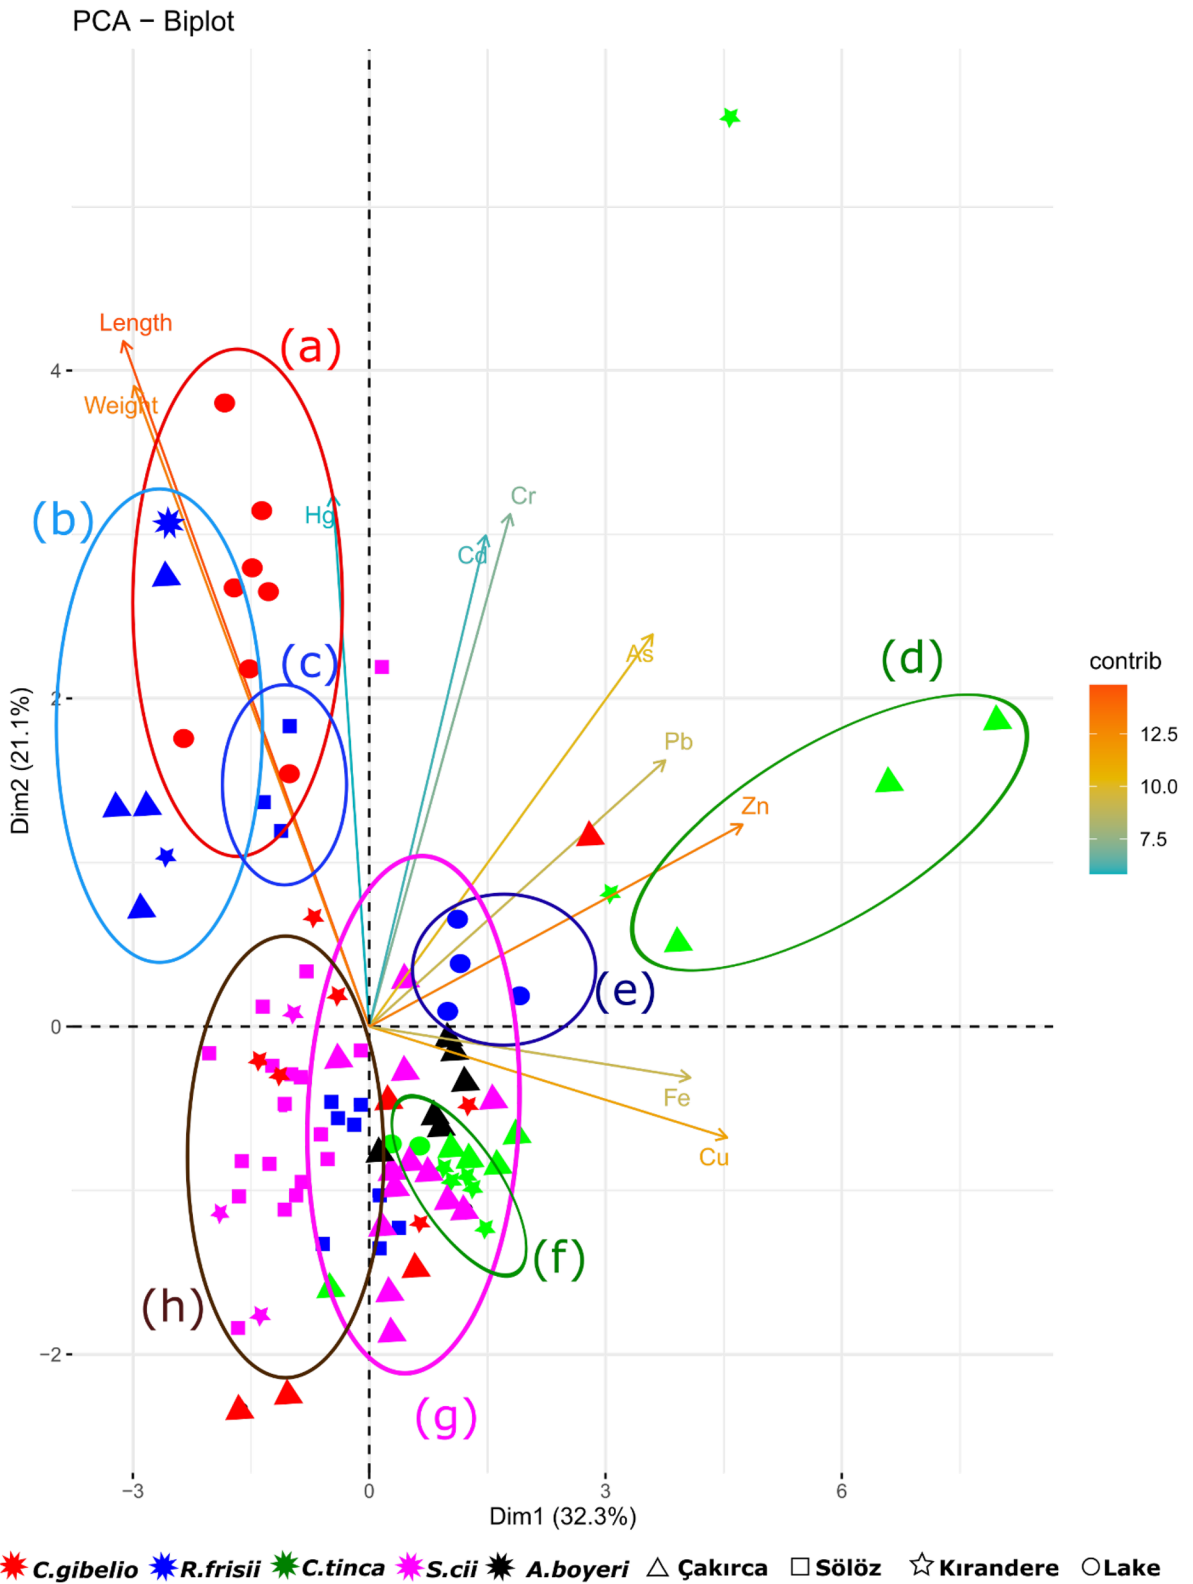 PCA − Biplot
Length
(a)
4
Weight
(b)
Hg
Cr
Cd
(c)
As
(d)
contrib
2
Pb
12.5
Zn
10.0
7.5
Dim2 (21.1%)
(e)
0
Fe
Cu
(f)
(h)
−2
(g)
−3 0 3 6
Dim1 (32.3%)
C.gibelio R.frisii C.tinca S.cii A.boyeri Çakırca Sölöz Kırandere Lake